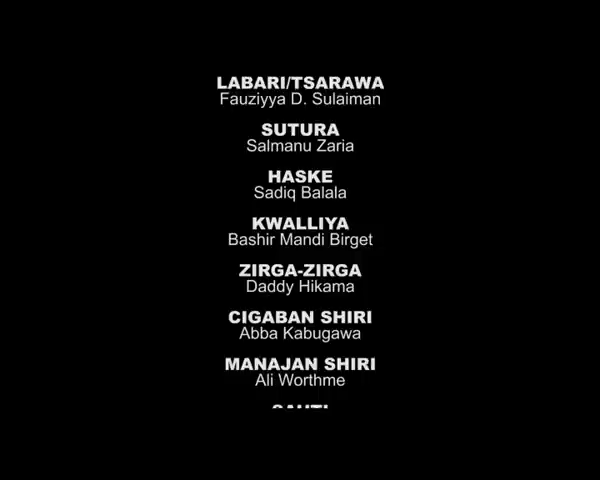 LABARI/TSARAWA
Fauziyya D. Sulaiman
SUTURA
Salmanu Zaria
HASKE
Sadiq Balala
KWALLIYA
Bashir Mandi Birget
ZIRGA-ZIRGA
Daddy Hikama
CIGABAN SHIRI
Abba Kabugawa
MANAJAN SHIRI
Ali Worthme